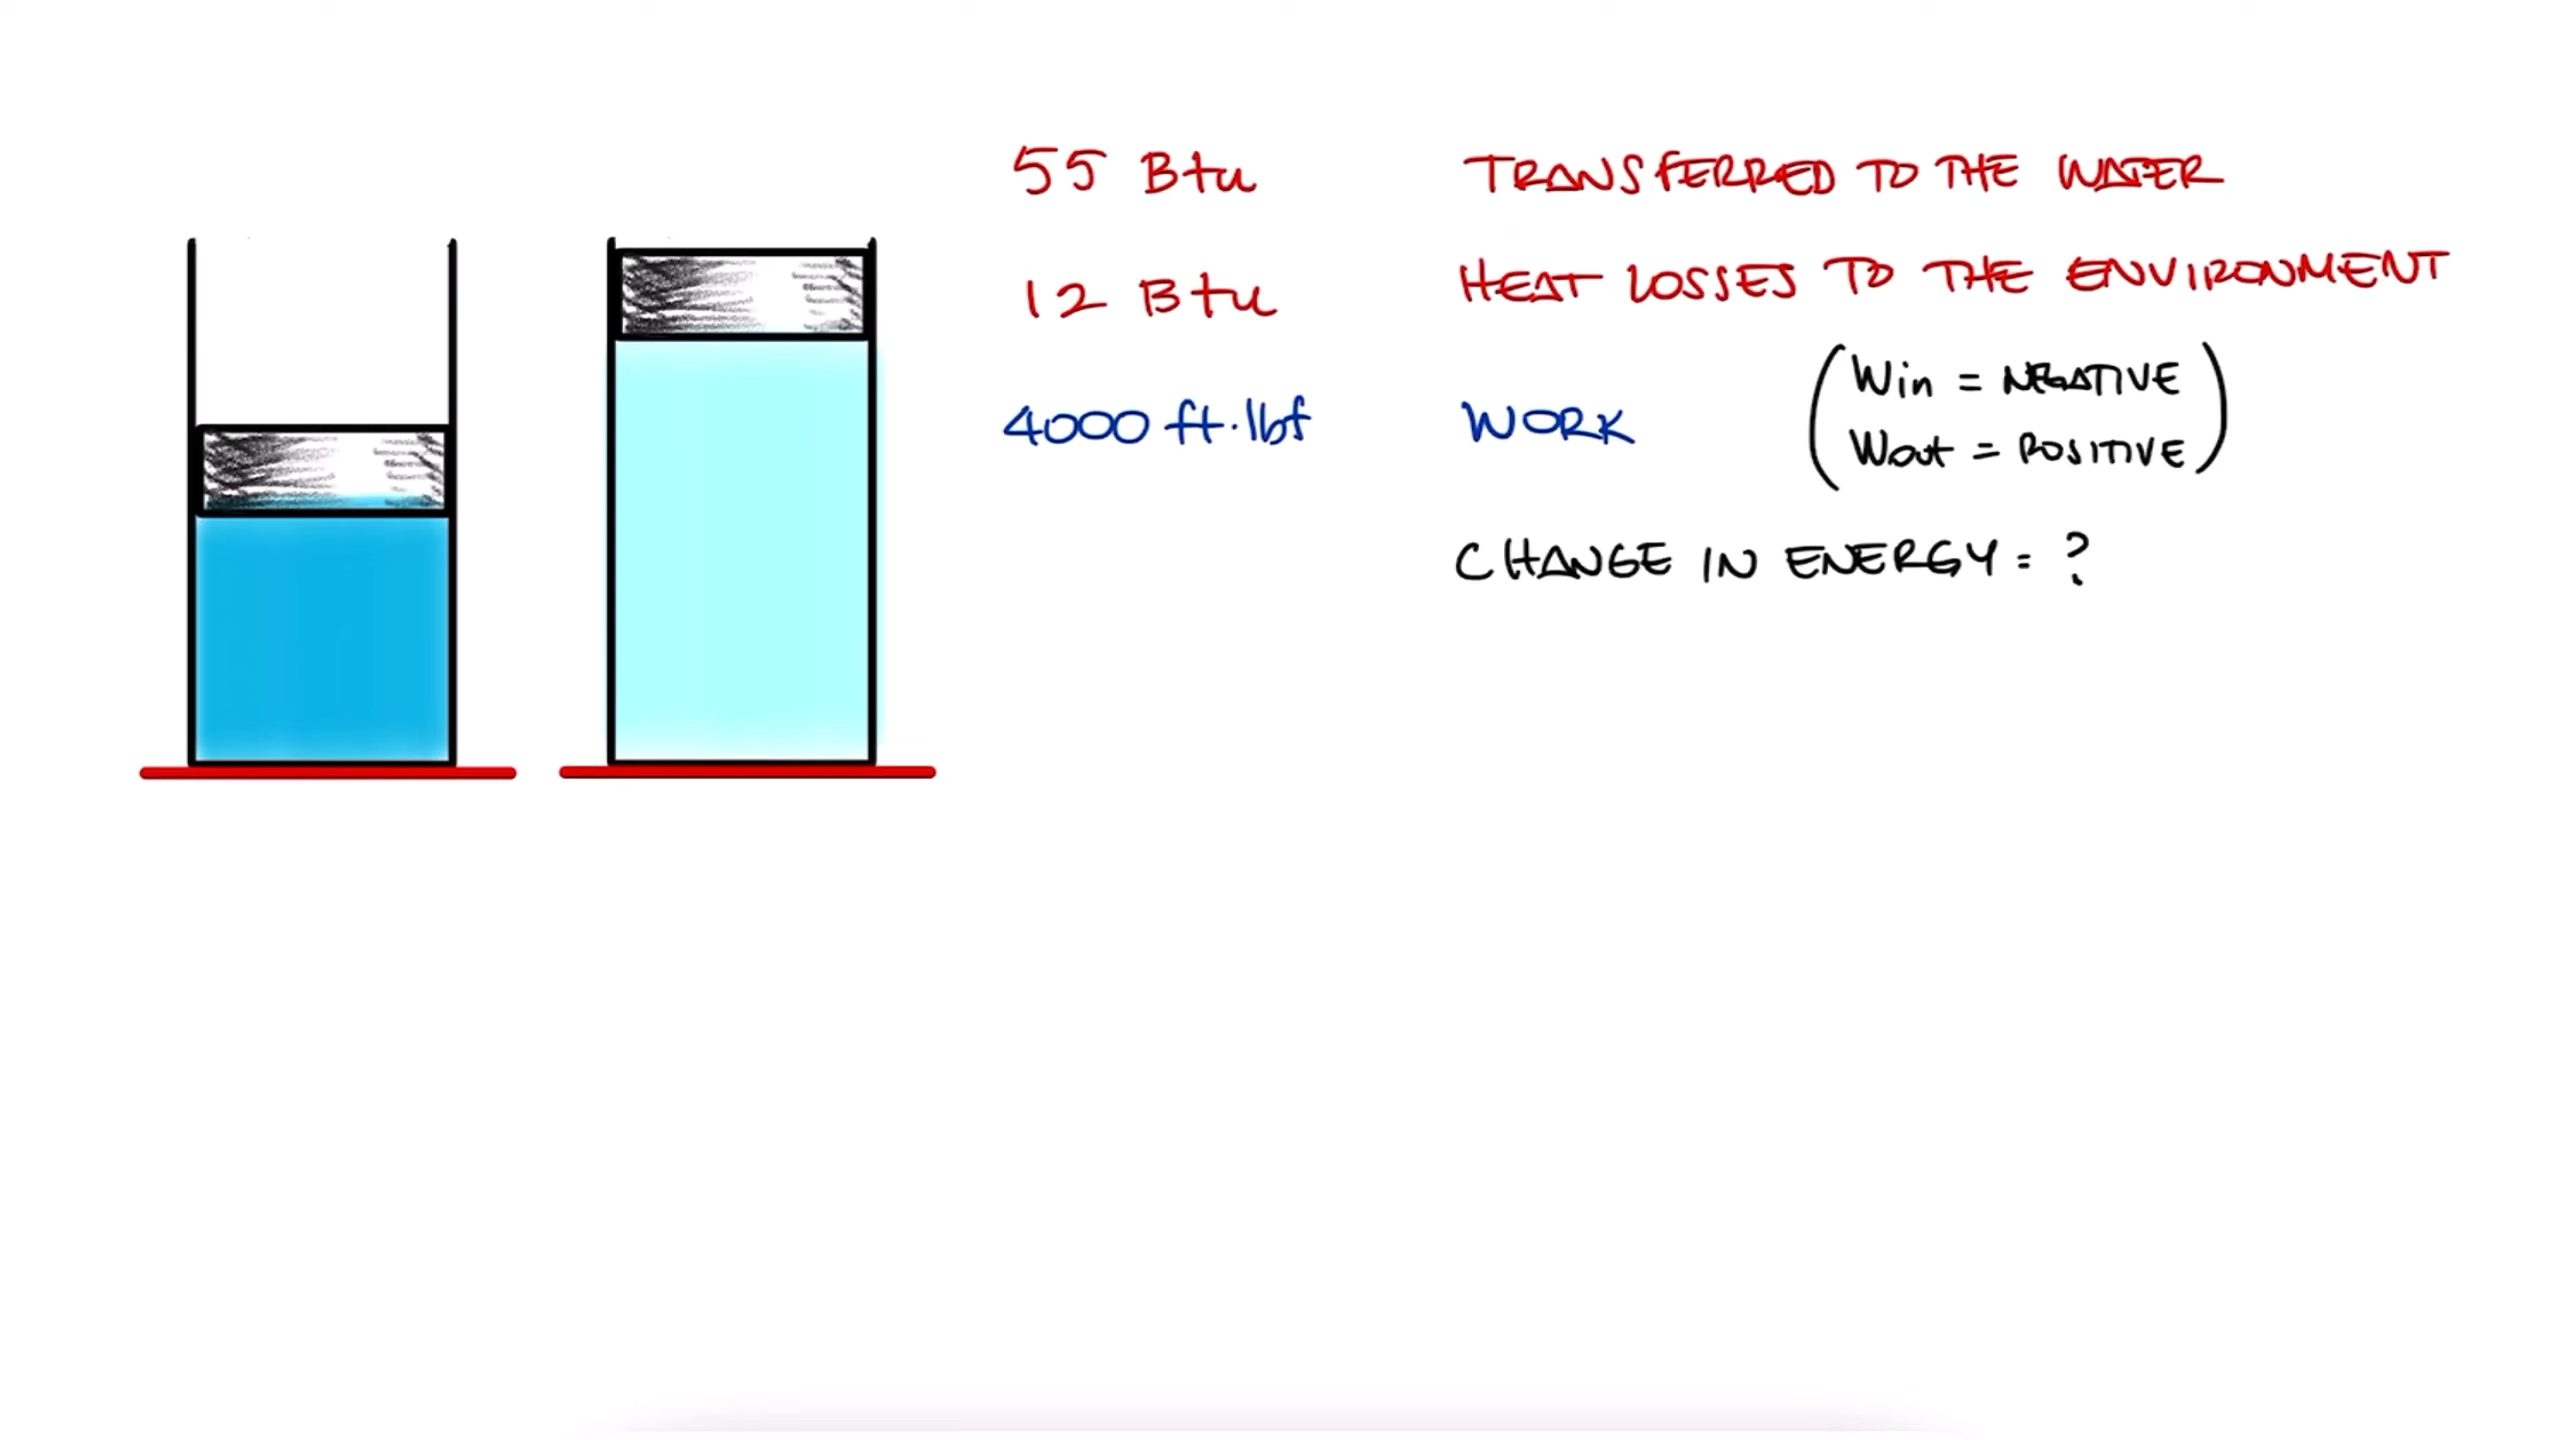 55 Btu TRANSFERRED TO THE WATER
12 Btu HEAT LOSSES TO THE ENVIRONMENT
4000 ft·lbf WORK
(Win = NEGATIVE
Wout = POSITIVE)
CHANGE IN ENERGY = ?